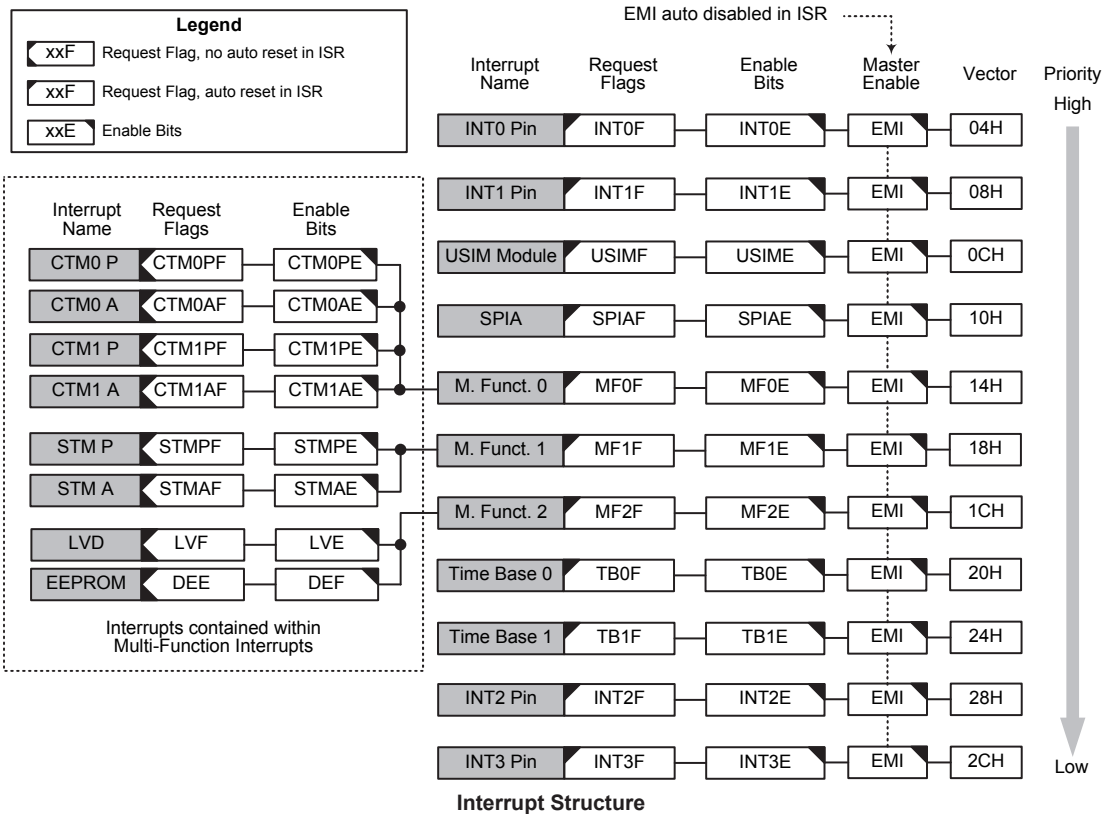 Legend
xxF Request Flag, no auto reset in ISR
xxF Request Flag, auto reset in ISR
xxE Enable Bits
EMI auto disabled in ISR
Interrupt Name Request Flags Enable Bits Master Enable Vector Priority
High
INT0 Pin INT0F INT0E EMI 04H
INT1 Pin INT1F INT1E EMI 08H
USIM Module USIMF USIME EMI 0CH
SPIA SPIAF SPIAE EMI 10H
M. Funct. 0 MF0F MF0E EMI 14H
M. Funct. 1 MF1F MF1E EMI 18H
M. Funct. 2 MF2F MF2E EMI 1CH
Time Base 0 TB0F TB0E EMI 20H
Time Base 1 TB1F TB1E EMI 24H
INT2 Pin INT2F INT2E EMI 28H
INT3 Pin INT3F INT3E EMI 2CH
Low
Interrupt Name Request Flags Enable Bits
CTM0 P CTM0PF CTM0PE
CTM0 A CTM0AF CTM0AE
CTM1 P CTM1PF CTM1PE
CTM1 A CTM1AF CTM1AE
STM P STMPF STMPE
STM A STMAF STMAE
LVD LVF LVE
EEPROM DEE DEF
Interrupts contained within
Multi-Function Interrupts
Interrupt Structure